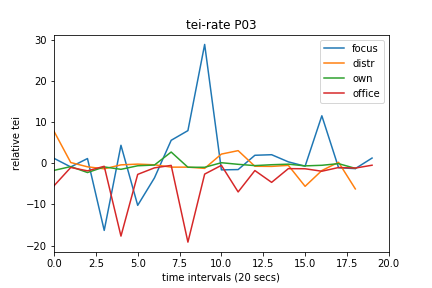 tei-rate P03
30
20
10
0
−10
−20
relative tei
focus
distr
own
office
0.0 2.5 5.0 7.5 10.0 12.5 15.0 17.5 20.0
time intervals (20 secs)